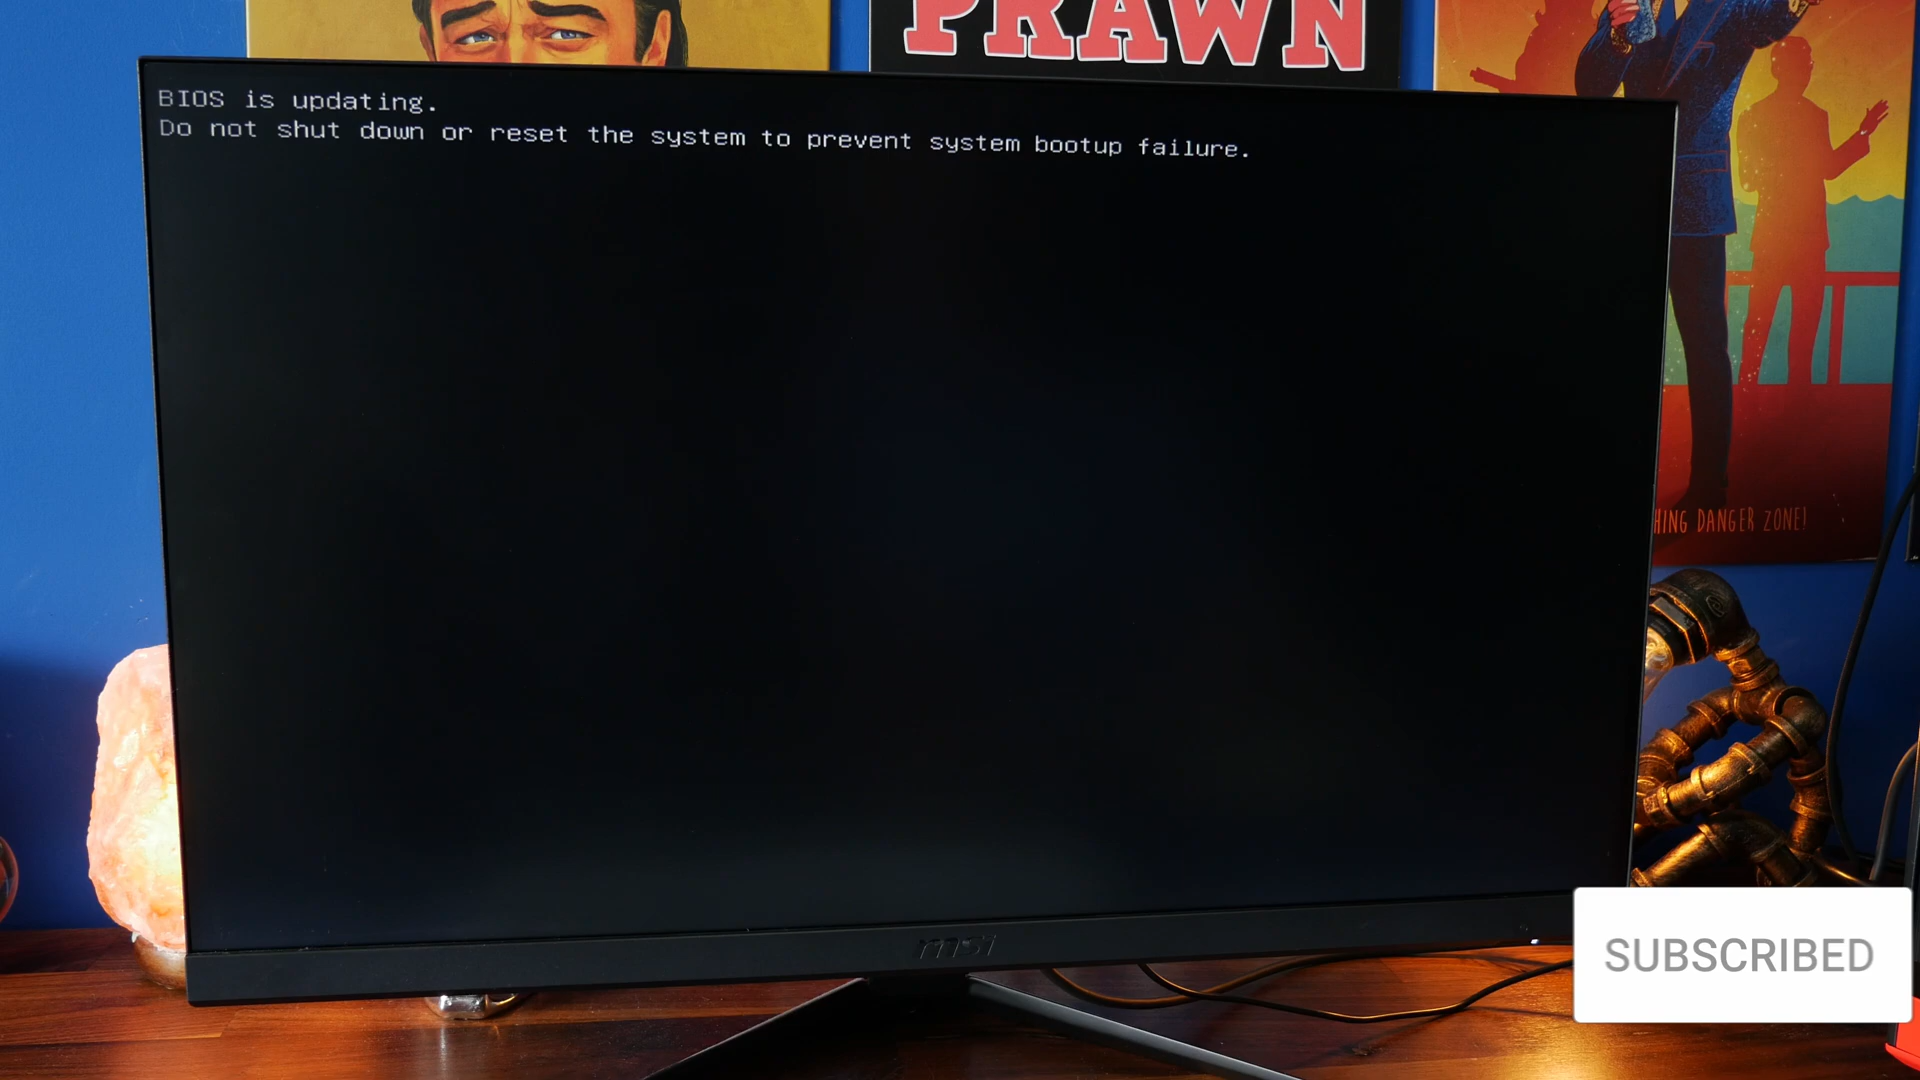 PRAWN
BIOS is updating.
Do not shut down or reset the system to prevent system bootup failure.
HING DANGER ZONE!
msi
SUBSCRIBED